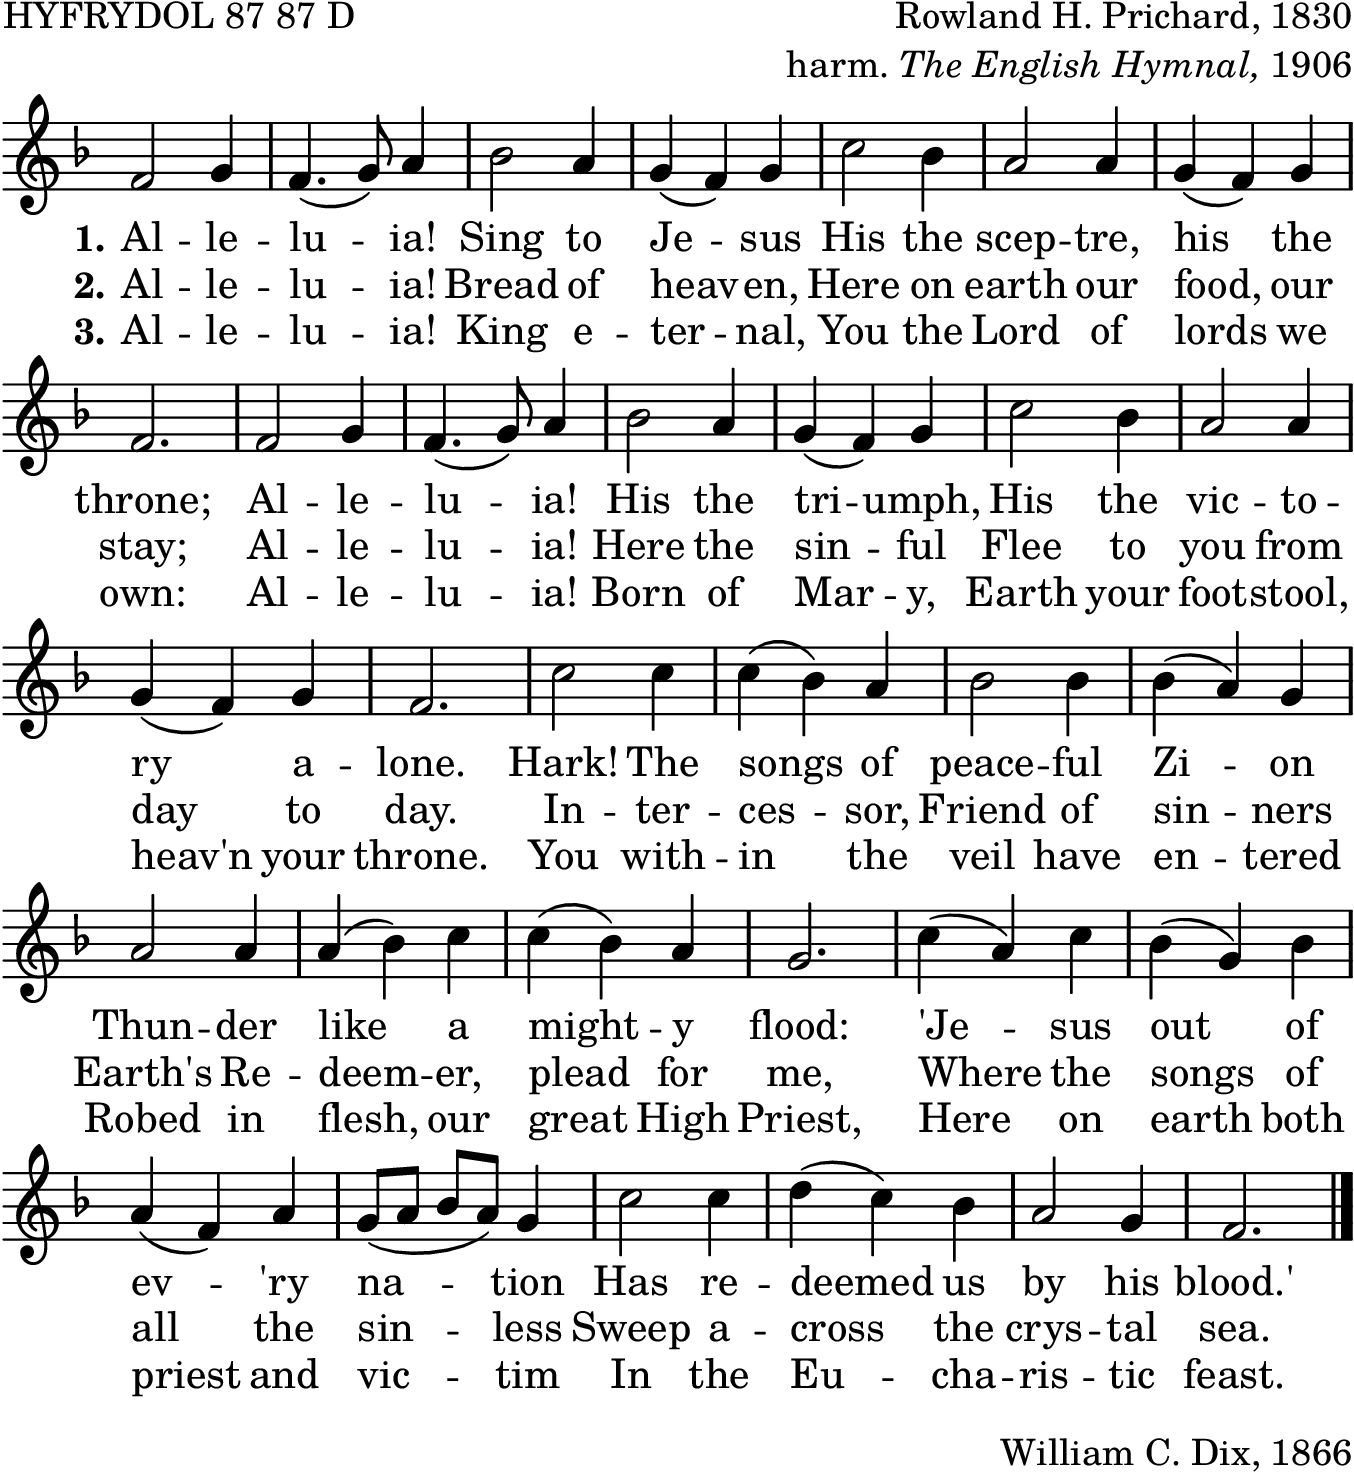 HYFRYDOL 87 87 D
Rowland H. Prichard, 1830
harm. The English Hymnal, 1906
1. Al -- le -- lu -- ia! Sing to Je -- sus His the scep -- tre, his the
2. Al -- le -- lu -- ia! Bread of heav -- en, Here on earth our food, our
3. Al -- le -- lu -- ia! King e -- ter -- nal, You the Lord of lords we
throne; Al -- le -- lu -- ia! His the tri -- umph, His the vic -- to --
stay; Al -- le -- lu -- ia! Here the sin -- ful Flee to you from
own: Al -- le -- lu -- ia! Born of Mar -- y, Earth your foot -- stool,
ry a -- lone. Hark! The songs of peace -- ful Zi -- on
day to day. In -- ter -- ces -- sor, Friend of sin -- ners
heav'n your throne. You with -- in the veil have en -- tered
Thun -- der like a might -- y flood: 'Je -- sus out of
Earth's Re -- deem -- er, plead for me, Where the songs of
Robed in flesh, our great High Priest, Here on earth both
ev -- 'ry na -- tion Has re -- deemed us by his blood.'
all the sin -- less Sweep a -- cross the crys -- tal sea.
priest and vic -- tim In the Eu -- cha -- ris -- tic feast.
William C. Dix, 1866